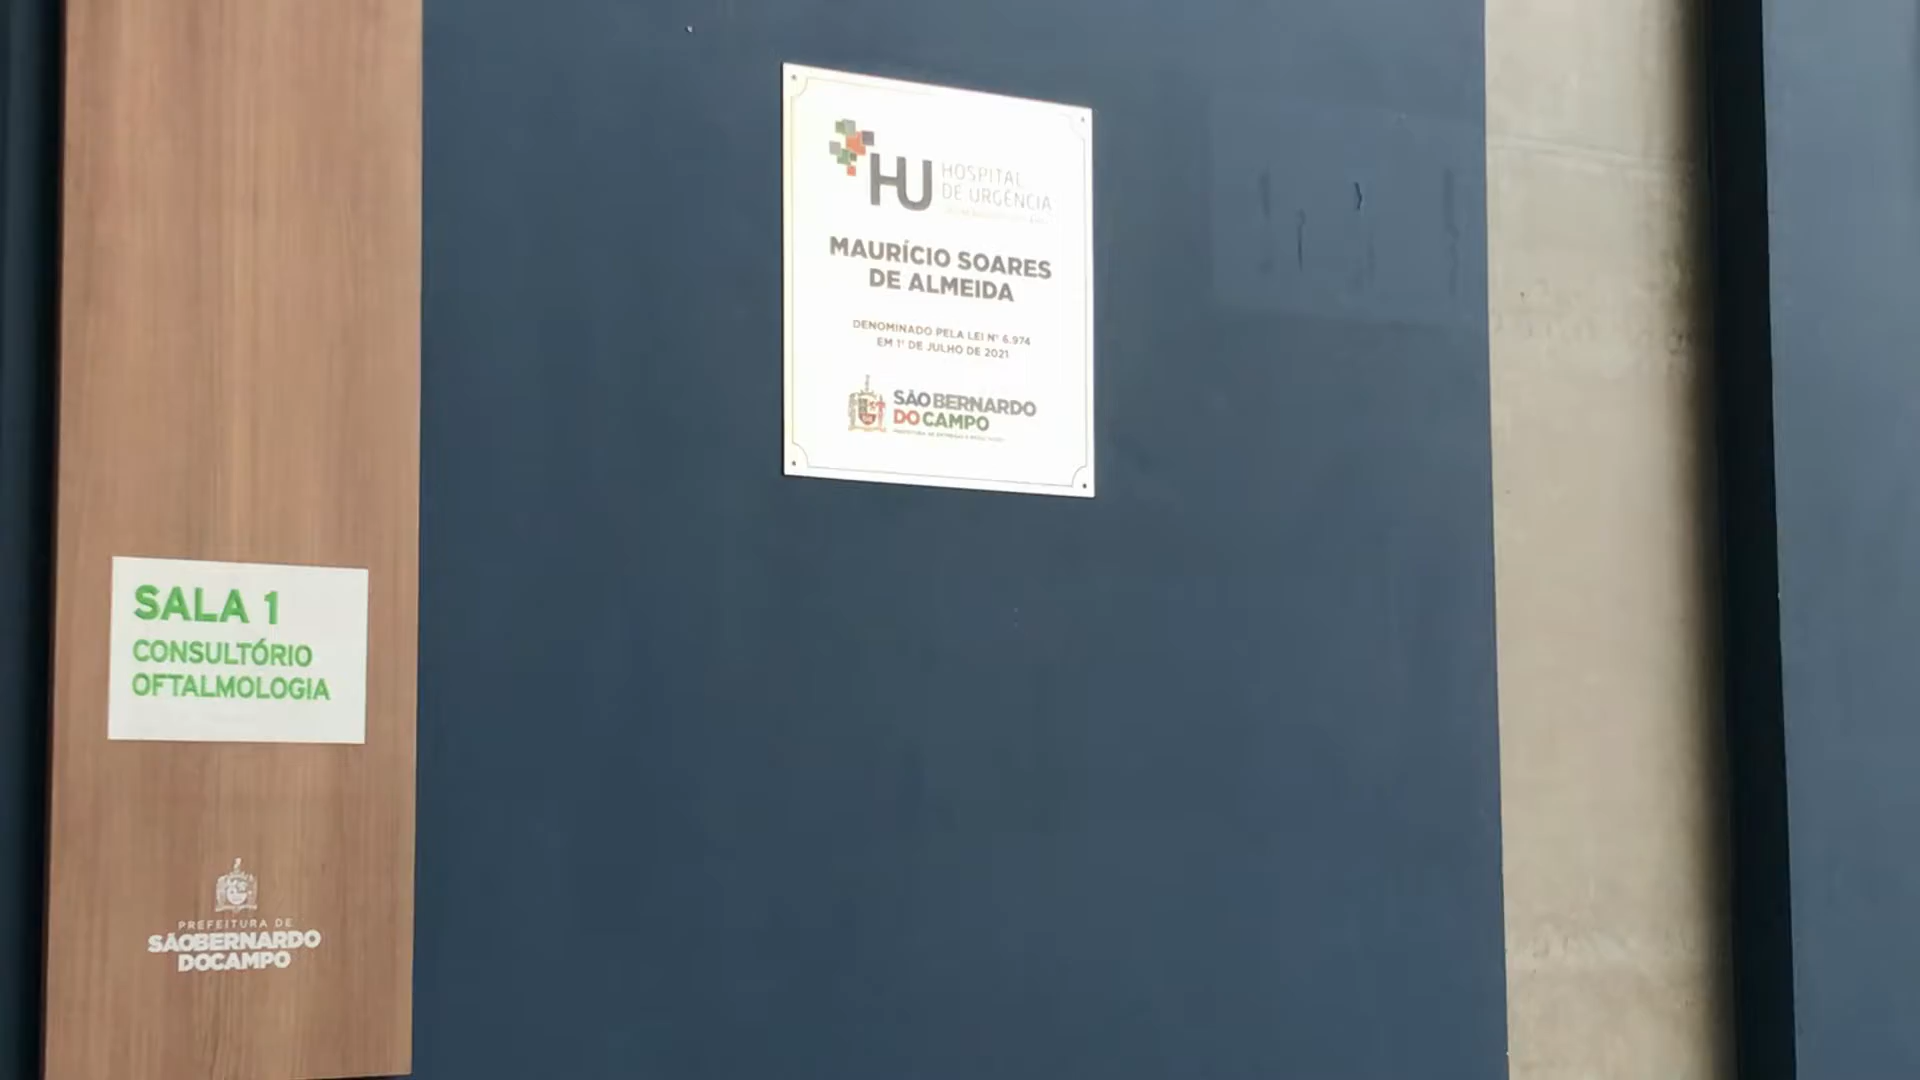 HU HOSPITAL
DE URGÊNCIA
MAURÍCIO SOARES
DE ALMEIDA
DENOMINADO PELA LEI Nº 6.974
EM 1º DE JULHO DE 2021
SÃO BERNARDO
DO CAMPO
SALA 1
CONSULTÓRIO
OFTALMOLOGIA
PREFEITURA DE
SÃOBERNARDO
DOCAMPO